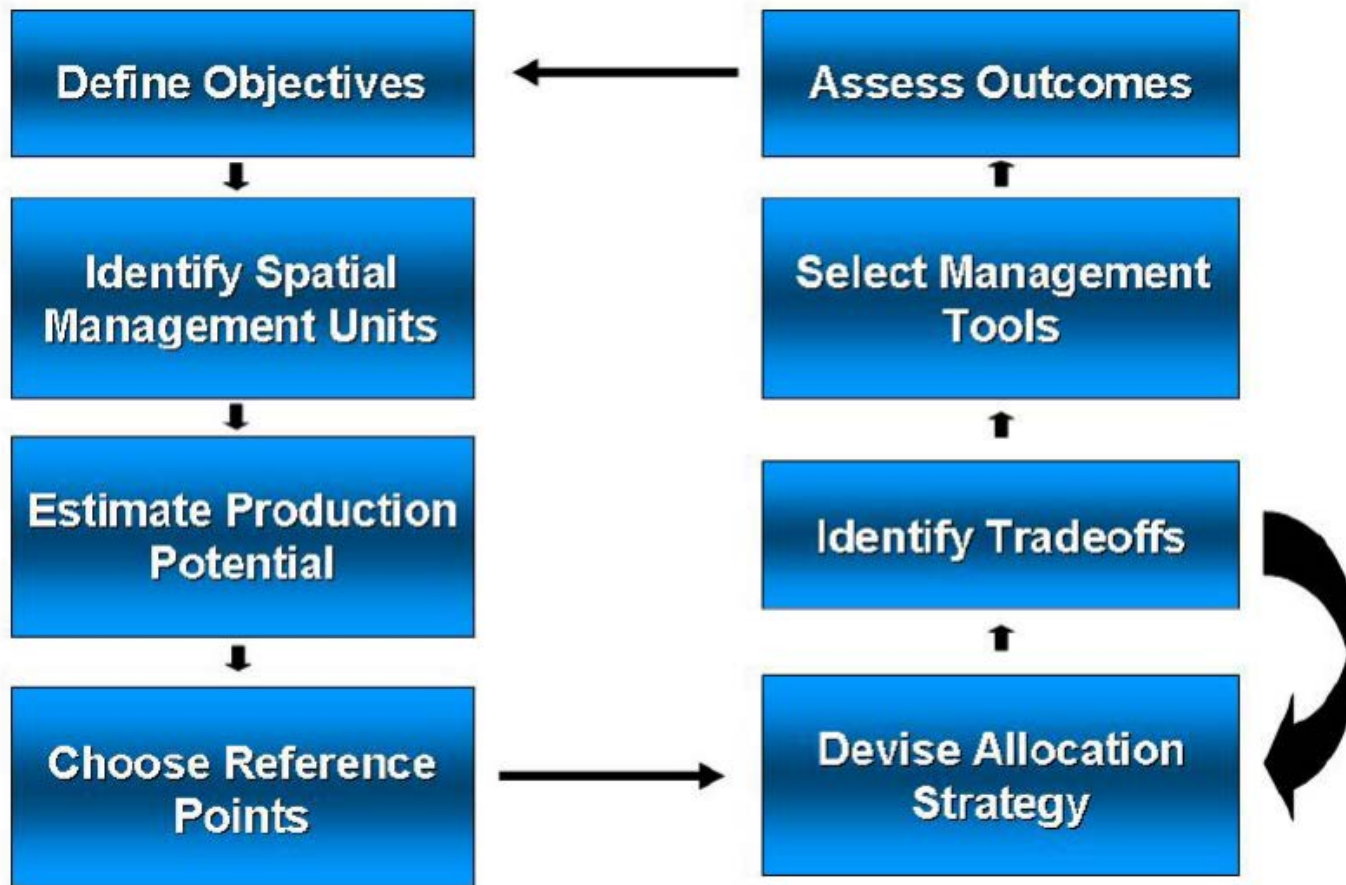 Define Objectives
Identify Spatial
Management Units
Estimate Production
Potential
Choose Reference
Points
Devise Allocation
Strategy
Identify Tradeoffs
Select Management
Tools
Assess Outcomes